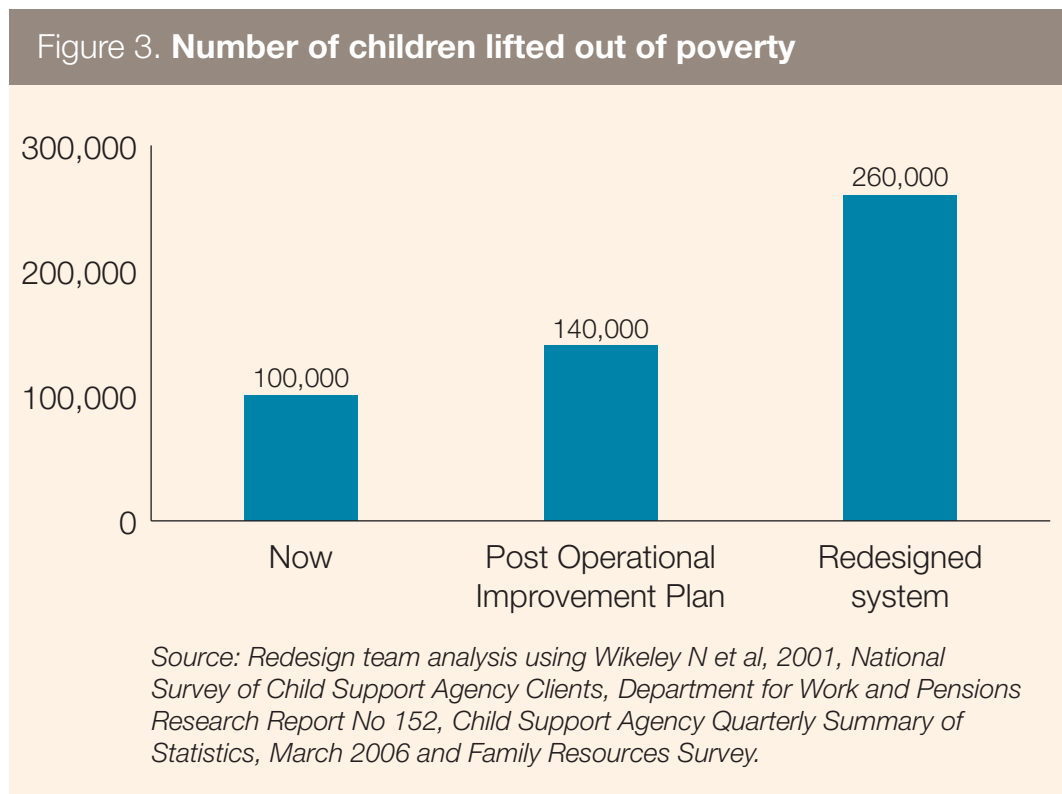 Figure 3. Number of children lifted out of poverty
300,000
200,000
100,000
0
100,000
140,000
260,000
Now
Post Operational
Improvement Plan
Redesigned
system
Source: Redesign team analysis using Wikeley N et al, 2001, National
Survey of Child Support Agency Clients, Department for Work and Pensions
Research Report No 152, Child Support Agency Quarterly Summary of
Statistics, March 2006 and Family Resources Survey.